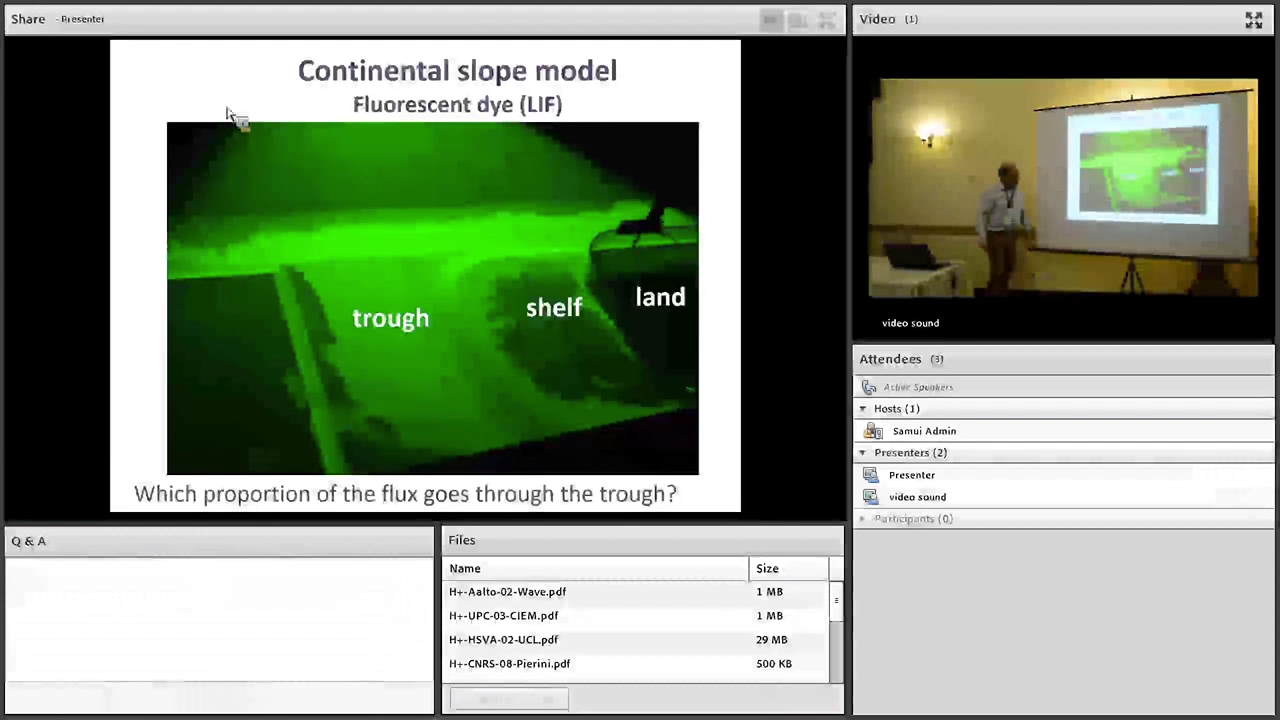 Share - Presenter
Continental slope model
Fluorescent dye (LIF)
trough
shelf
land
Which proportion of the flux goes through the trough?
Video (1)
video sound
Attendees (3)
Active Speakers
Hosts (1)
Samui Admin
Presenters (2)
Presenter
video sound
Participants (0)
Q & A
Files
Name Size
H+-Aalto-02-Wave.pdf 1 MB
H+-UPC-03-CIEM.pdf 1 MB
H+-HSVA-02-UCL.pdf 29 MB
H+-CNRS-08-Pierini.pdf 500 KB